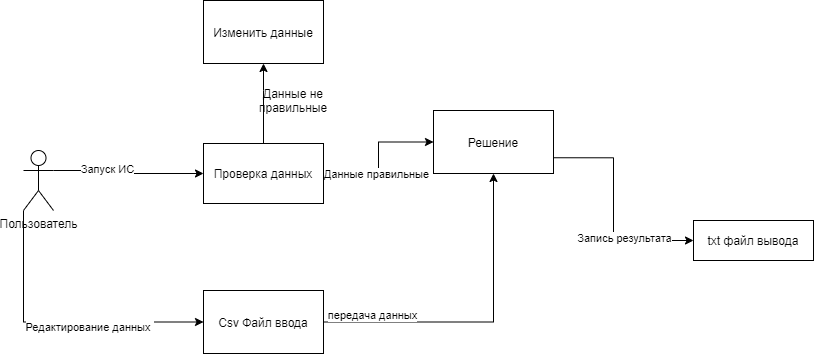 Изменить данные
Данные не
правильные
Решение
Запуск ИС
Проверка данных
Данные правильные
Пользователь
Запись результата
txt файл вывода
Редактирование данных
Csv Файл ввода
передача данных